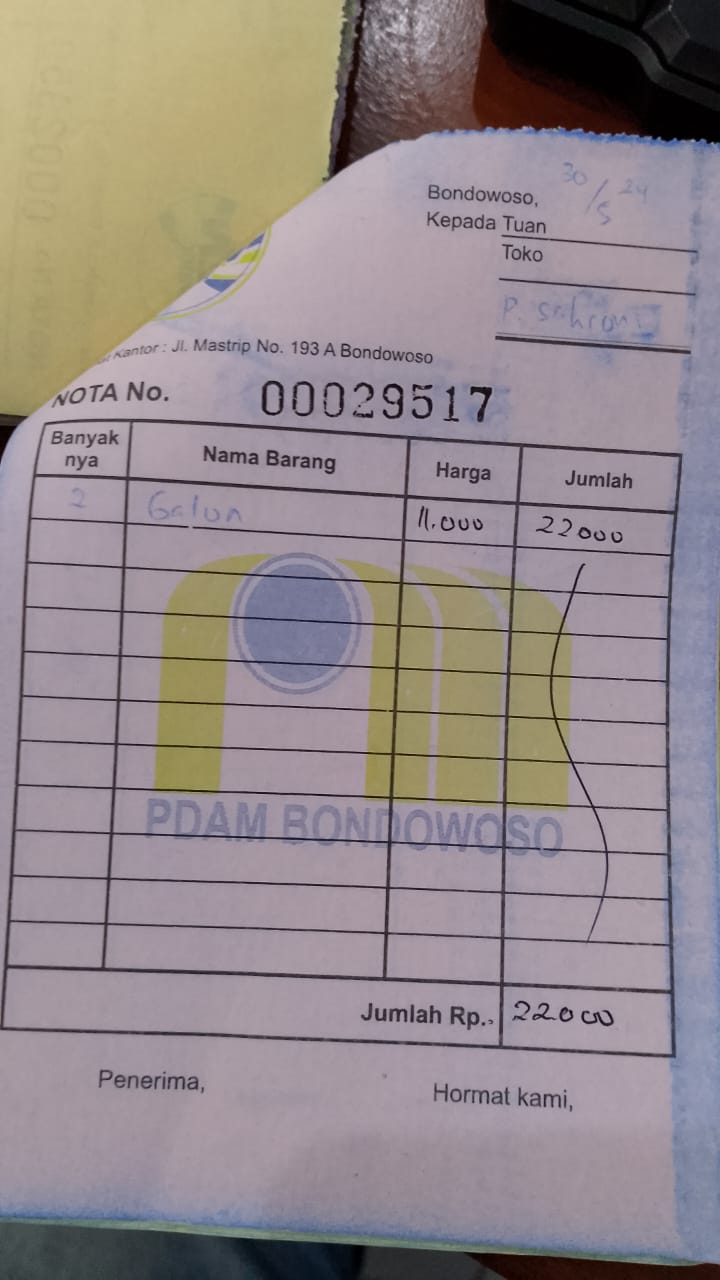 Bondowoso, 30/5 24
Kepada Tuan
Toko
P. Sahroni
Kantor : Jl. Mastrip No. 193 A Bondowoso
NOTA No. 00029517
Banyak nya Nama Barang Harga Jumlah
2 Galon 11.000 22000
PDAM BONDOWOSO
Jumlah Rp.. 22000
Penerima, Hormat kami,